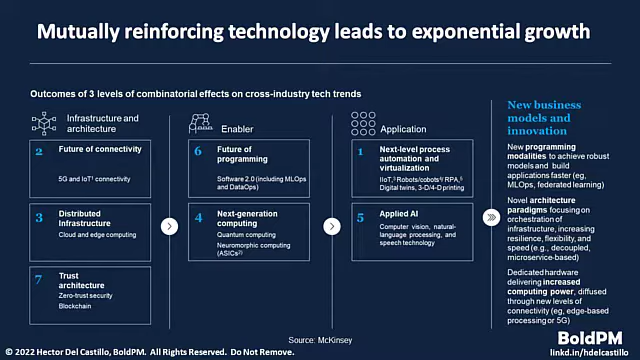 Mutually reinforcing technology leads to exponential growth
Outcomes of 3 levels of combinatorial effects on cross-industry tech trends
Infrastructure and
architecture
2
Future of connectivity
5G and IoT¹ connectivity
3
Distributed
Infrastructure
Cloud and edge computing
7
Trust
architecture
Zero-trust security
Blockchain
Enabler
6
Future of
programming
Software 2.0 (including MLOps
and DataOps)
4
Next-generation
computing
Quantum computing
Neuromorphic computing
(ASICs²)
Application
1
Next-level process
automation and
virtualization
IIoT,³ Robots/cobots⁴/ RPA,⁵
Digital twins, 3-D/4-D printing
5
Applied AI
Computer vision, natural-
language processing, and
speech technology
New business
models and
innovation
New programming
modalities to achieve robust
models and build
applications faster (eg,
MLOps, federated learning)
Novel architecture
paradigms focusing on
orchestration of
infrastructure, increasing
resilience, flexibility, and
speed (e.g., decoupled,
microservice-based)
Dedicated hardware
delivering increased
computing power, diffused
through new levels of
connectivity (eg, edge-based
processing or 5G)
Source: McKinsey
BoldPM
linkd.in/hdelcastillo
© 2022 Hector Del Castillo, BoldPM. All Rights Reserved. Do Not Remove.